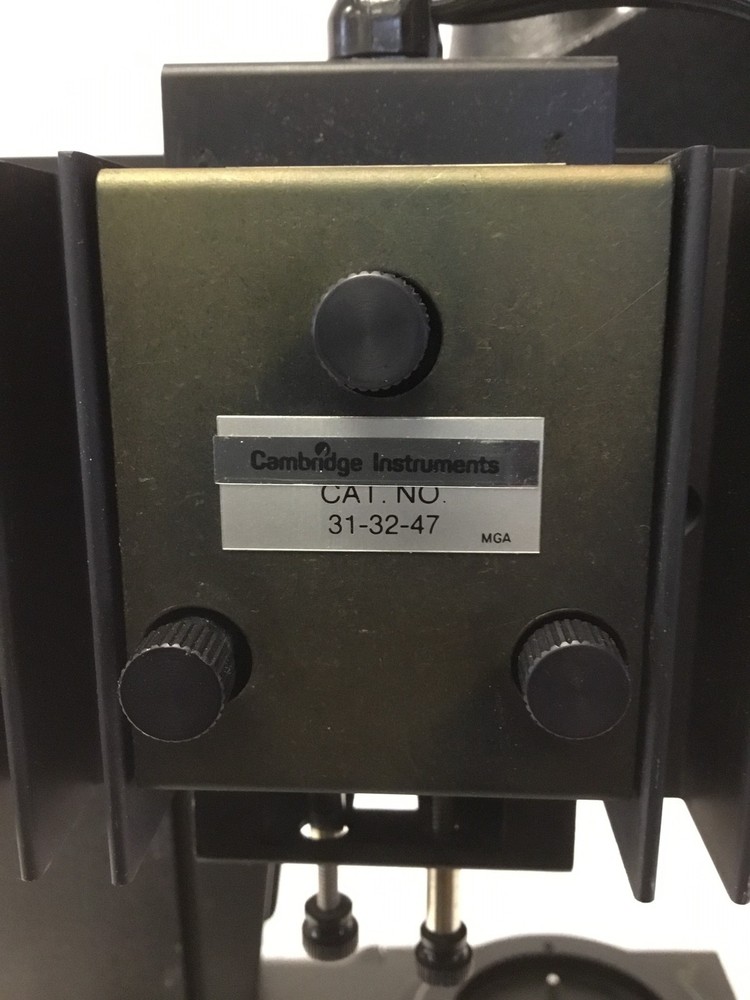 Cambridge Instruments
CAT. NO.
31-32-47
MGA